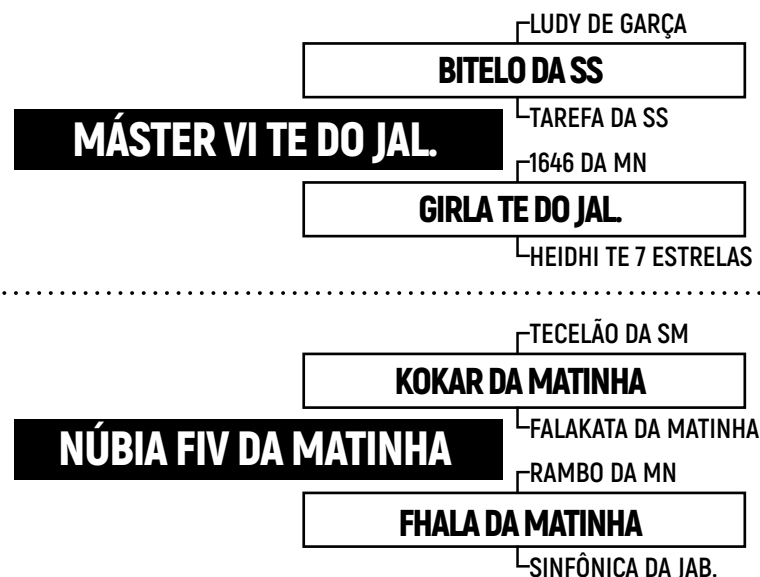 LUDY DE GARÇA
BITELO DA SS
TAREFA DA SS
MÁSTER VI TE DO JAL.
1646 DA MN
GIRLA TE DO JAL.
HEIDHI TE 7 ESTRELAS
TECELÃO DA SM
KOKAR DA MATINHA
FALAKATA DA MATINHA
NÚBIA FIV DA MATINHA
RAMBO DA MN
FHALA DA MATINHA
SINFÔNICA DA JAB.